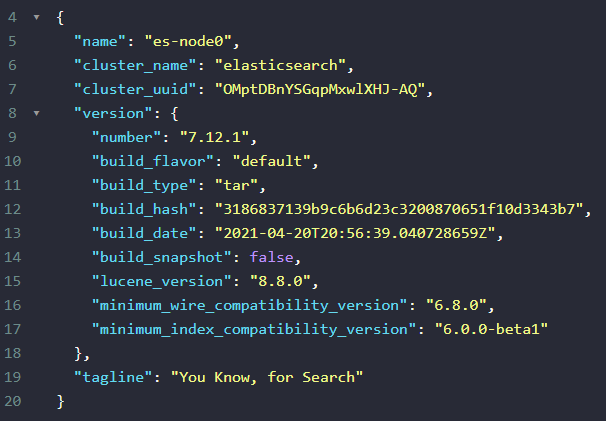 4 {
5 "name": "es-node0",
6 "cluster_name": "elasticsearch",
7 "cluster_uuid": "OMptDBnYSGqpMxwlXHJ-AQ",
8 "version": {
9 "number": "7.12.1",
10 "build_flavor": "default",
11 "build_type": "tar",
12 "build_hash": "3186837139b9c6b6d23c3200870651f10d3343b7",
13 "build_date": "2021-04-20T20:56:39.040728659Z",
14 "build_snapshot": false,
15 "lucene_version": "8.8.0",
16 "minimum_wire_compatibility_version": "6.8.0",
17 "minimum_index_compatibility_version": "6.0.0-beta1"
18 },
19 "tagline": "You Know, for Search"
20 }